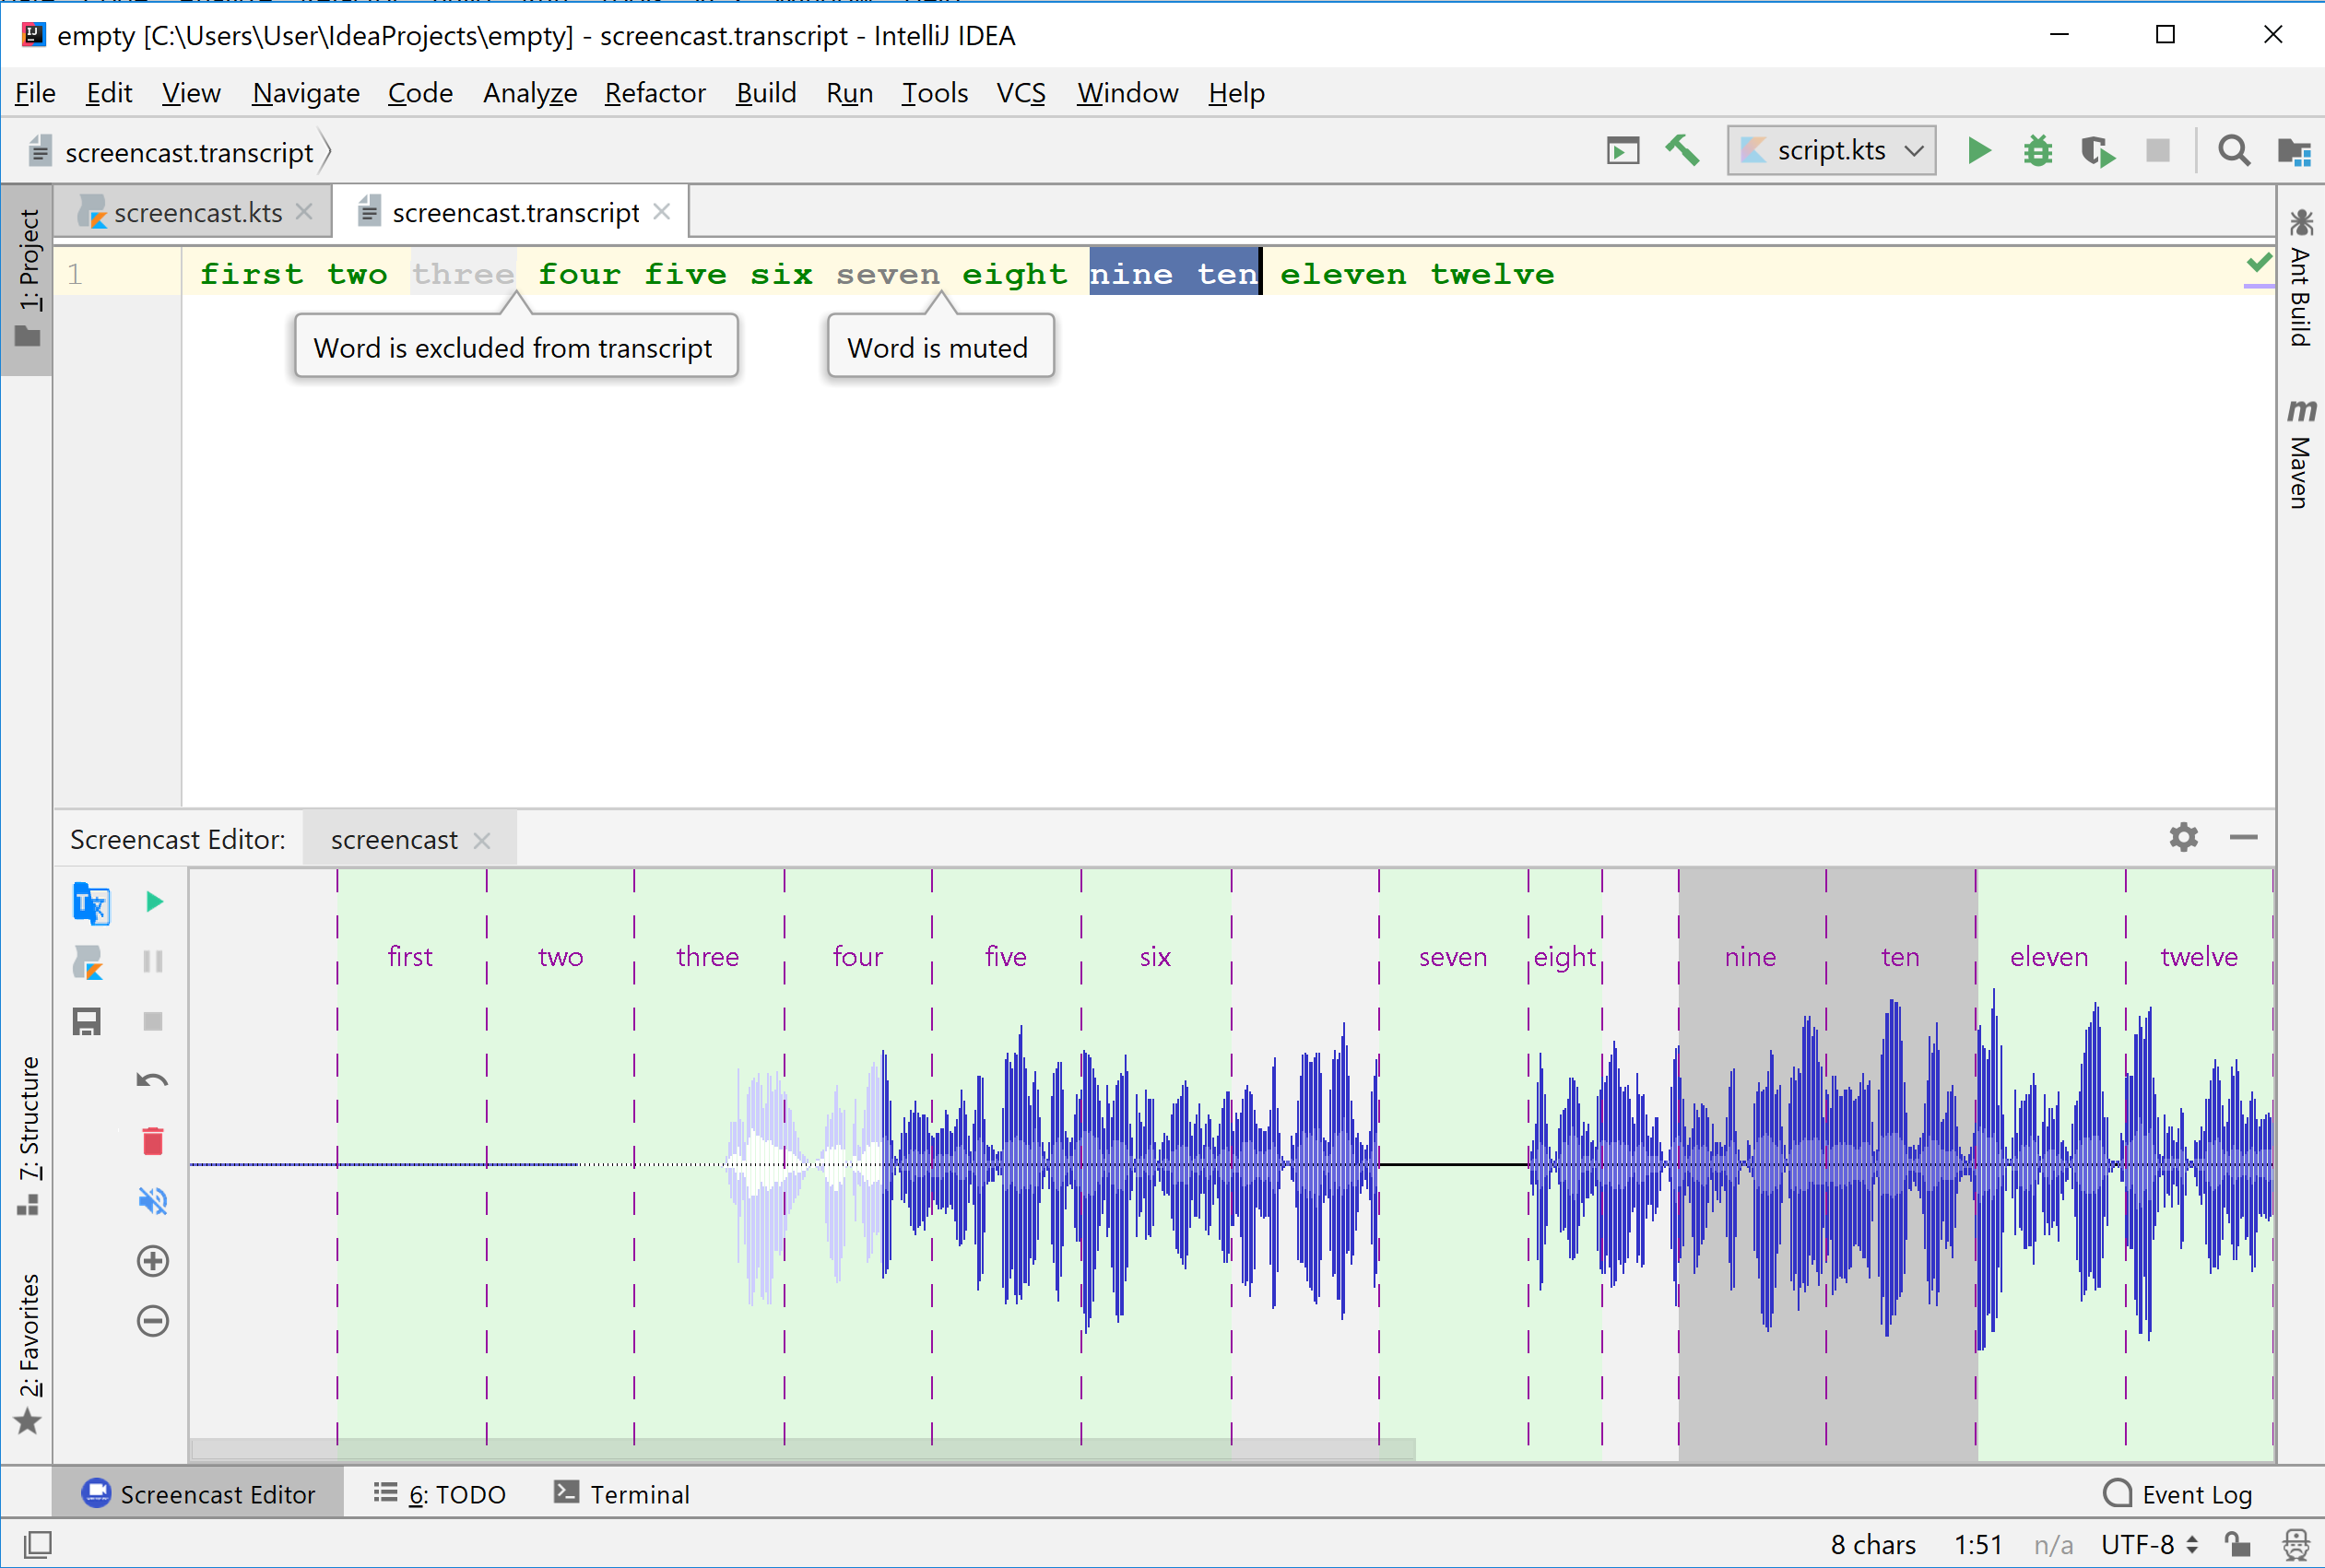 empty [C:\Users\User\IdeaProjects\empty] - screencast.transcript - IntelliJ IDEA
File Edit View Navigate Code Analyze Refactor Build Run Tools VCS Window Help
screencast.transcript
script.kts
1: Project
screencast.kts
screencast.transcript
Ant Build
Maven
1 first two three four five six seven eight nine ten eleven twelve
Word is excluded from transcript
Word is muted
Screencast Editor: screencast
first two three four five six seven eight nine ten eleven twelve
7: Structure
2: Favorites
Screencast Editor 6: TODO Terminal Event Log
8 chars 1:51 n/a UTF-8